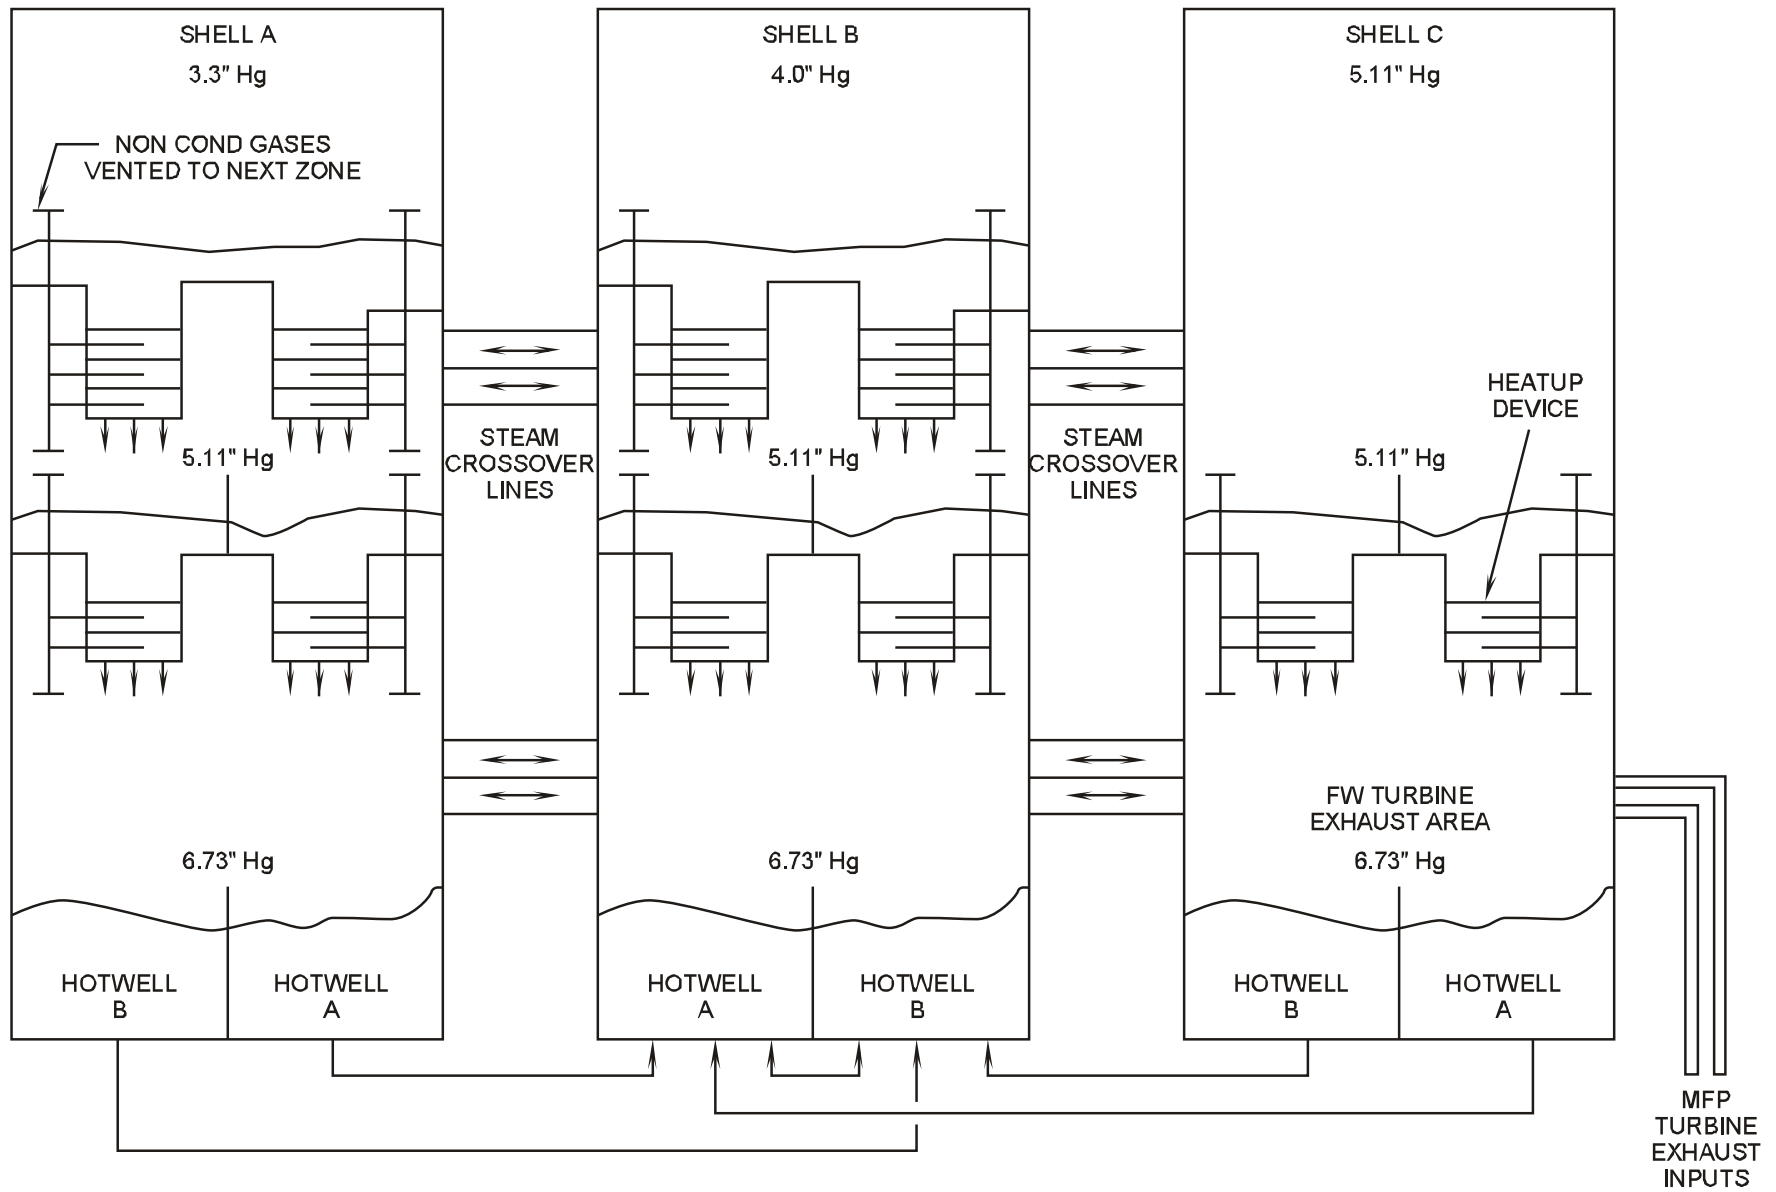 SHELL A
3.3" Hg
NON COND GASES
VENTED TO NEXT ZONE
5.11" Hg
6.73" Hg
HOTWELL
B
HOTWELL
A
STEAM
CROSSOVER
LINES
SHELL B
4.0" Hg
5.11" Hg
6.73" Hg
HOTWELL
A
HOTWELL
B
STEAM
CROSSOVER
LINES
SHELL C
5.11" Hg
HEATUP
DEVICE
5.11" Hg
FW TURBINE
EXHAUST AREA
6.73" Hg
HOTWELL
B
HOTWELL
A
MFP
TURBINE
EXHAUST
INPUTS